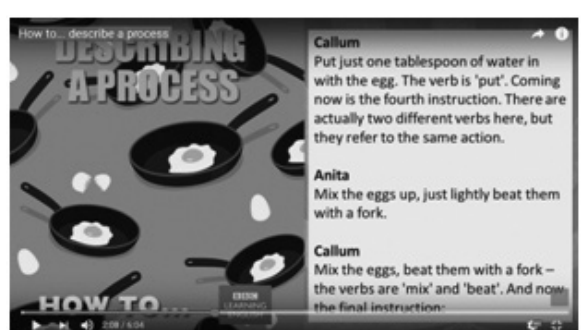 How to... describe a process
DESCRIBING
A PROCESS
Callum
Put just one tablespoon of water in
with the egg. The verb is 'put'. Coming
now is the fourth instruction. There are
actually two different verbs here, but
they refer to the same action.
Anita
Mix the eggs up, just lightly beat them
with a fork.
Callum
Mix the eggs, beat them with a fork –
the verbs are 'mix' and 'beat'. And now
the final instruction:
HOW TO...
BBC
LEARNING
ENGLISH
2:08 / 6:04